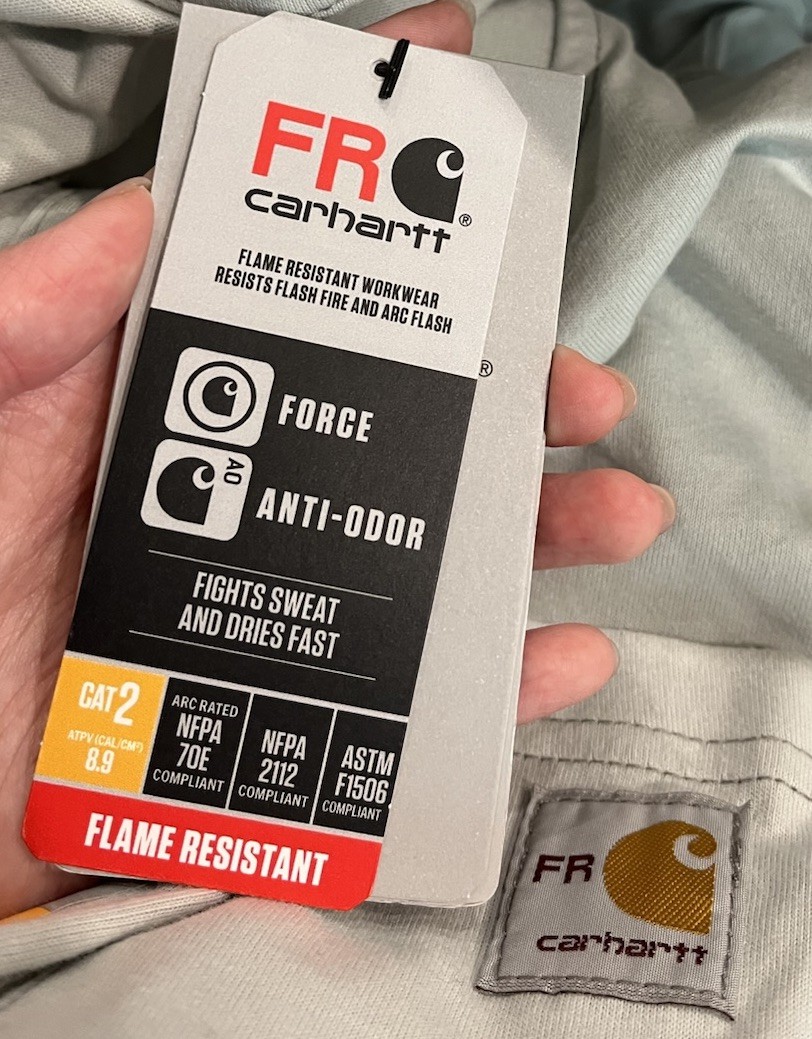 FR
carhartt®
FLAME RESISTANT WORKWEAR
RESISTS FLASH FIRE AND ARC FLASH
®
FORCE
AO
ANTI-ODOR
FIGHTS SWEAT
AND DRIES FAST
CAT 2
ATPV (CAL/CM²)
8.9
ARC RATED
NFPA
70E
COMPLIANT
NFPA
2112
COMPLIANT
ASTM
F1506
COMPLIANT
FLAME RESISTANT
FR
carhartt